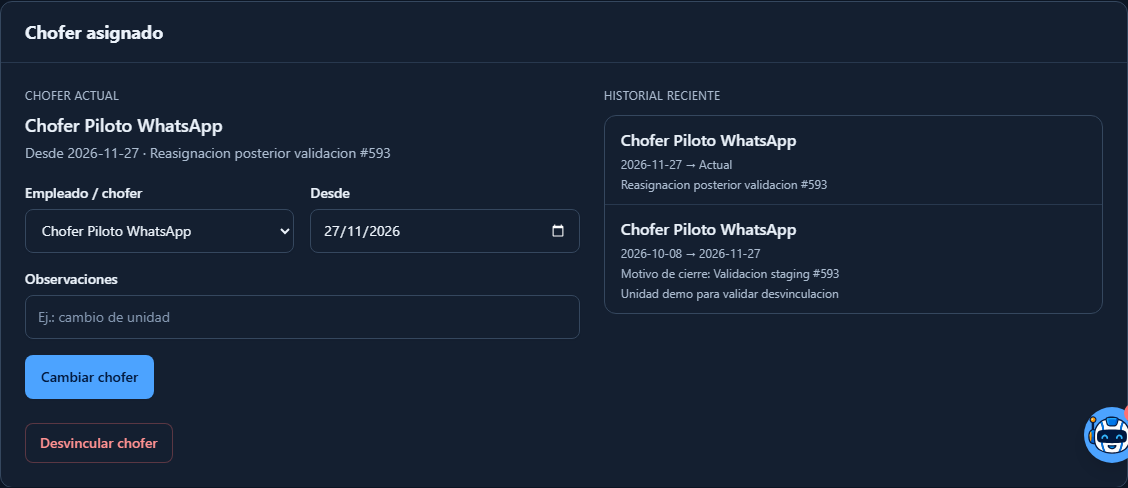 Chofer asignado
CHOFER ACTUAL
Chofer Piloto WhatsApp
Desde 2026-11-27 · Reasignacion posterior validacion #593
Empleado / chofer
Chofer Piloto WhatsApp
Desde
27/11/2026
Observaciones
Ej.: cambio de unidad
Cambiar chofer
Desvincular chofer
HISTORIAL RECIENTE
Chofer Piloto WhatsApp
2026-11-27 → Actual
Reasignacion posterior validacion #593
Chofer Piloto WhatsApp
2026-10-08 → 2026-11-27
Motivo de cierre: Validacion staging #593
Unidad demo para validar desvinculacion